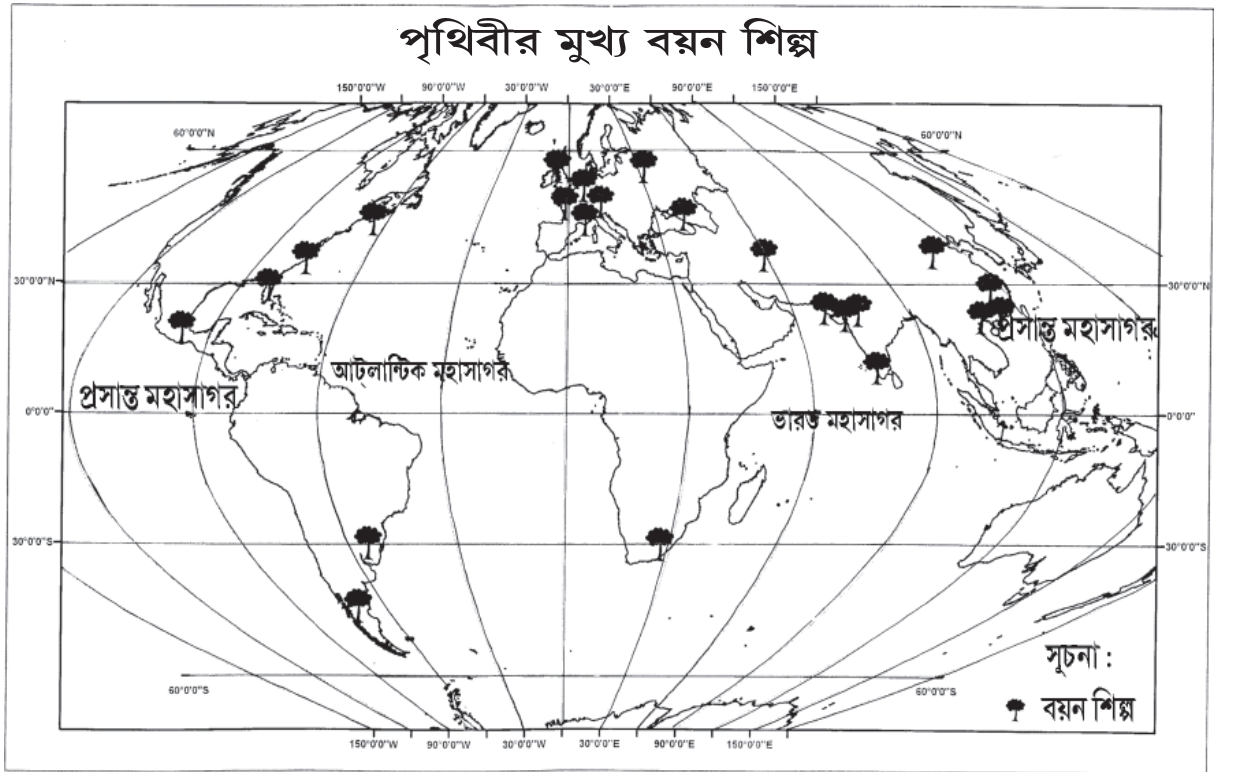 পৃথিবীর মুখ্য বয়ন শিল্প
150°0'0"W 90°0'0"W 30°0'0"W 30°0'0"E 90°0'0"E 150°0'0"E
60°0'0"N 60°0'0"N
30°0'0"N 30°0'0"N
প্রসান্ত মহাসাগর
আট্লান্টিক মহাসাগর
প্রসান্ত মহাসাগর
0°0'0" 0°0'0"
ভারত মহাসাগর
30°0'0"S 30°0'0"S
সূচনা :
60°0'0"S 60°0'0"S
বয়ন শিল্প
150°0'0"W 90°0'0"W 30°0'0"W 30°0'0"E 90°0'0"E 150°0'0"E